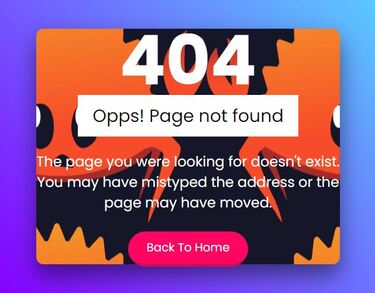 404
Opps! Page not found
The page you were looking for doesn't exist.
You may have mistyped the address or the
page may have moved.
Back To Home